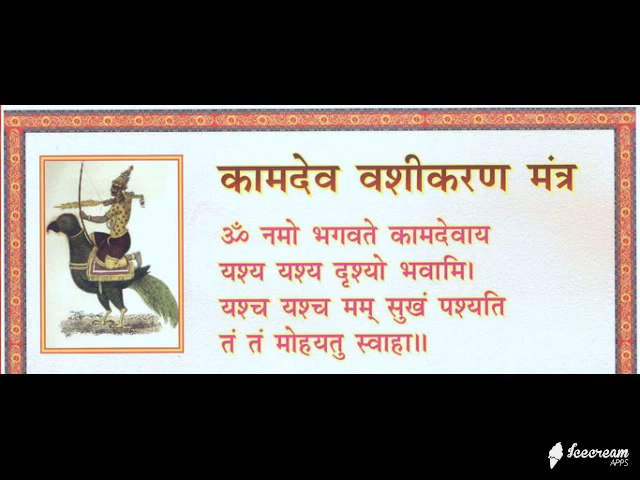 कामदेव वशीकरण मंत्र
ॐ नमो भगवते कामदेवाय
यश्य यश्य दृश्यो भवामि।
यश्च यश्च मम् सुखं पश्यति
तं तं मोहयतु स्वाहा॥
Icecream
APPS